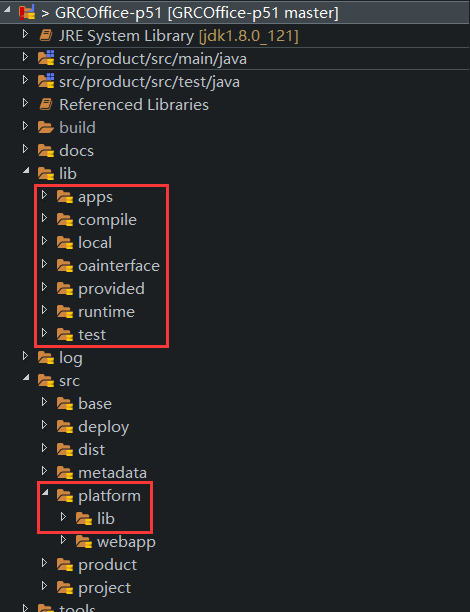 > GRCOffice-p51 [GRCOffice-p51 master]
JRE System Library [jdk1.8.0_121]
src/product/src/main/java
src/product/src/test/java
Referenced Libraries
build
docs
lib
apps
compile
local
oainterface
provided
runtime
test
log
src
base
deploy
dist
metadata
platform
lib
webapp
product
project
tools